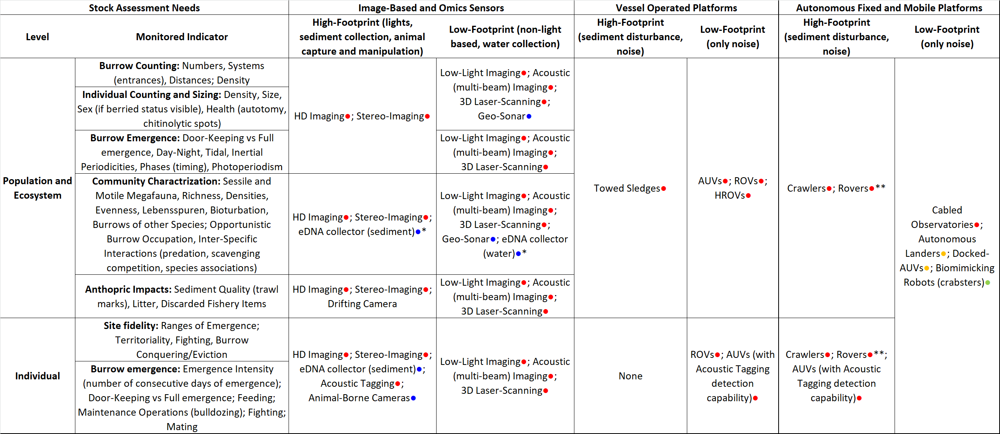 Stock Assessment Needs
Image-Based and Omics Sensors
Vessel Operated Platforms
Autonomous Fixed and Mobile Platforms
Level
Monitored Indicator
High-Footprint (lights,
sediment collection, animal
capture and manipulation)
Low-Footprint (non-light
based, water collection)
High-Footprint
(sediment disturbance,
noise)
Low-Footprint
(only noise)
High-Footprint
(sediment disturbance,
noise)
Low-Footprint
(only noise)
Population and
Ecosystem
Burrow Counting: Numbers, Systems
(entrances), Distances; Density
Individual Counting and Sizing: Density, Size,
Sex (if berried status visible), Health (autotomy,
chitinolytic spots)
Burrow Emergence: Door-Keeping vs Full
emergence, Day-Night, Tidal, Inertial
Periodicities, Phases (timing), Photoperiodism
HD Imaging●; Stereo-Imaging●
Low-Light Imaging●; Acoustic
(multi-beam) Imaging●;
3D Laser-Scanning●;
Geo-Sonar●
Low-Light Imaging●; Acoustic
(multi-beam) Imaging●;
3D Laser-Scanning●
Community Charactrization: Sessile and
Motile Megafauna, Richness, Densities,
Evenness, Lebensspuren, Bioturbation,
Burrows of other Species; Opportunistic
Burrow Occupation, Inter-Specific
Interactions (predation, scavenging
competition, species associations)
HD Imaging●; Stereo-Imaging●;
eDNA collector (sediment)●*
Low-Light Imaging●; Acoustic
(multi-beam) Imaging●;
3D Laser-Scanning●;
Geo-Sonar●; eDNA collector
(water)●*
Anthopric Impacts: Sediment Quality (trawl
marks), Litter, Discarded Fishery Items
HD Imaging●; Stereo-Imaging●;
Drifting Camera
Low-Light Imaging●; Acoustic
(multi-beam) Imaging●;
3D Laser-Scanning●
Towed Sledges●
AUVs●; ROVs●;
HROVs●
Crawlers●; Rovers●**
Cabled
Observatories●;
Autonomous
Landers●; Docked-
AUVs●; Biomimicking
Robots (crabsters)●
Individual
Site fidelity: Ranges of Emergence;
Territoriality, Fighting, Burrow
Conquering/Eviction
Burrow emergence: Emergence Intensity
(number of consecutive days of emergence);
Door-Keeping vs Full emergence; Feeding;
Maintenance Operations (bulldozing); Fighting;
Mating
HD Imaging●; Stereo-Imaging●;
eDNA collector (sediment)●;
Acoustic Tagging●;
Animal-Borne Cameras●
Low-Light Imaging●; Acoustic
(multi-beam) Imaging●;
3D Laser-Scanning●
None
ROVs●; AUVs (with
Acoustic Tagging
detection
capability)●
Crawlers●; Rovers●**;
AUVs (with Acoustic
Tagging detection
capability)●